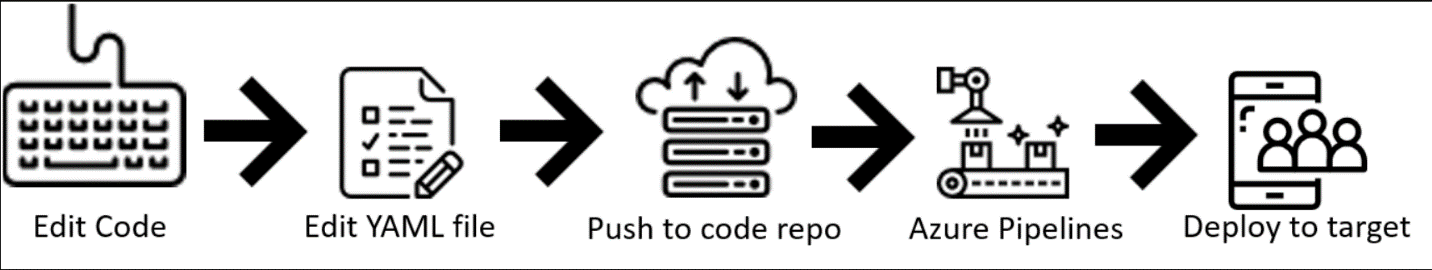 Edit Code
Edit YAML file
Push to code repo
Azure Pipelines
Deploy to target